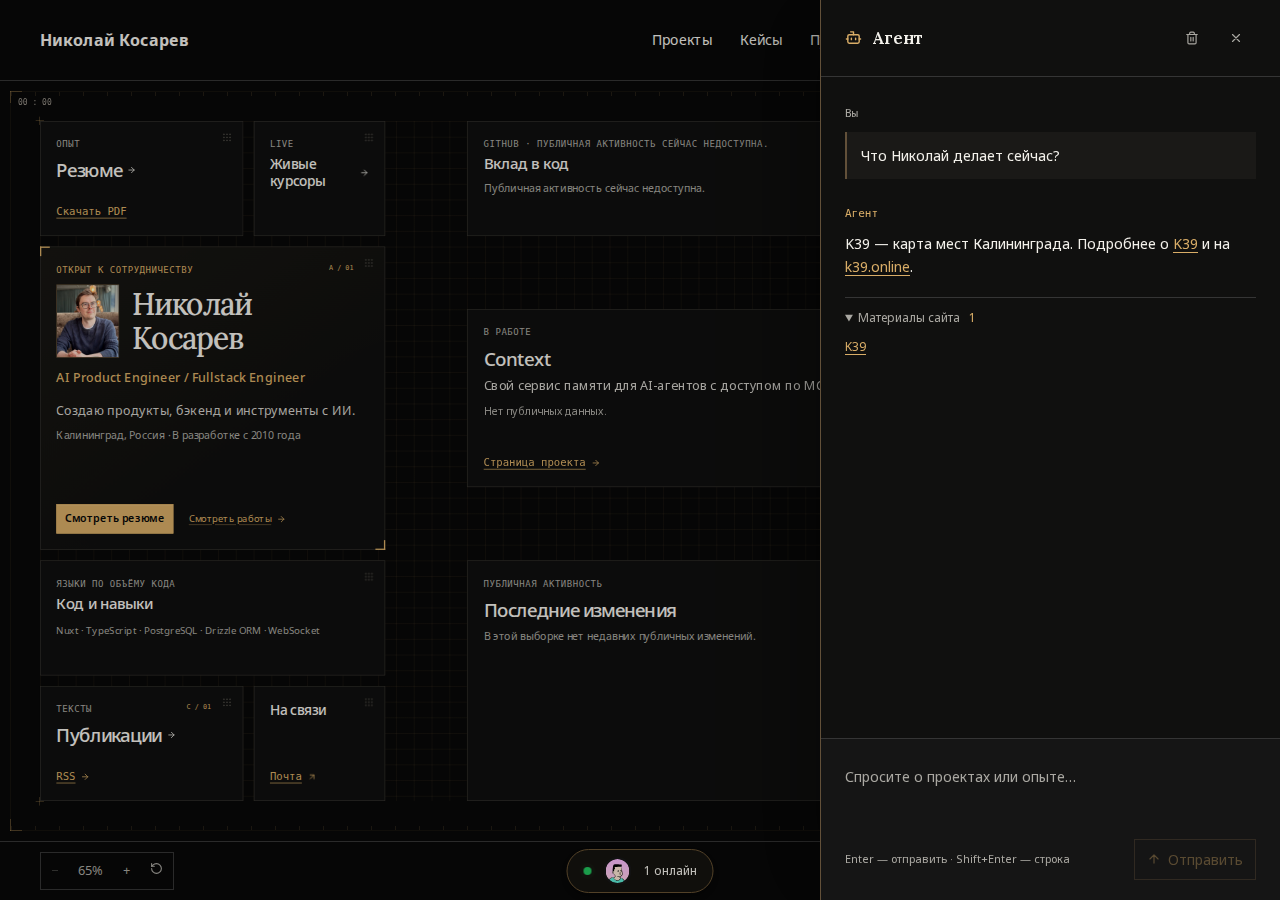 Николай Косарев
Проекты
Кейсы
П
00 : 00
ОПЫТ
Резюме →
Скачать PDF
LIVE
Живые
курсоры →
GITHUB · ПУБЛИЧНАЯ АКТИВНОСТЬ СЕЙЧАС НЕДОСТУПНА.
Вклад в код
Публичная активность сейчас недоступна.
ОТКРЫТ К СОТРУДНИЧЕСТВУ
A / 01
Николай
Косарев
AI Product Engineer / Fullstack Engineer
Создаю продукты, бэкенд и инструменты с ИИ.
Калининград, Россия · В разработке с 2010 года
Смотреть резюме
Смотреть работы →
В РАБОТЕ
Context
Свой сервис памяти для AI-агентов с доступом по MC
Нет публичных данных.
Страница проекта →
ЯЗЫКИ ПО ОБЪЁМУ КОДА
Код и навыки
Nuxt · TypeScript · PostgreSQL · Drizzle ORM · WebSocket
ПУБЛИЧНАЯ АКТИВНОСТЬ
Последние изменения
В этой выборке нет недавних публичных изменений.
ТЕКСТЫ
C / 01
Публикации →
RSS →
На связи
Почта ↗
− 65% +
1 онлайн
Агент
Вы
Что Николай делает сейчас?
Агент
K39 — карта мест Калининграда. Подробнее о K39 и на
k39.online.
▼ Материалы сайта 1
K39
Спросите о проектах или опыте…
Enter — отправить · Shift+Enter — строка
↑ Отправить